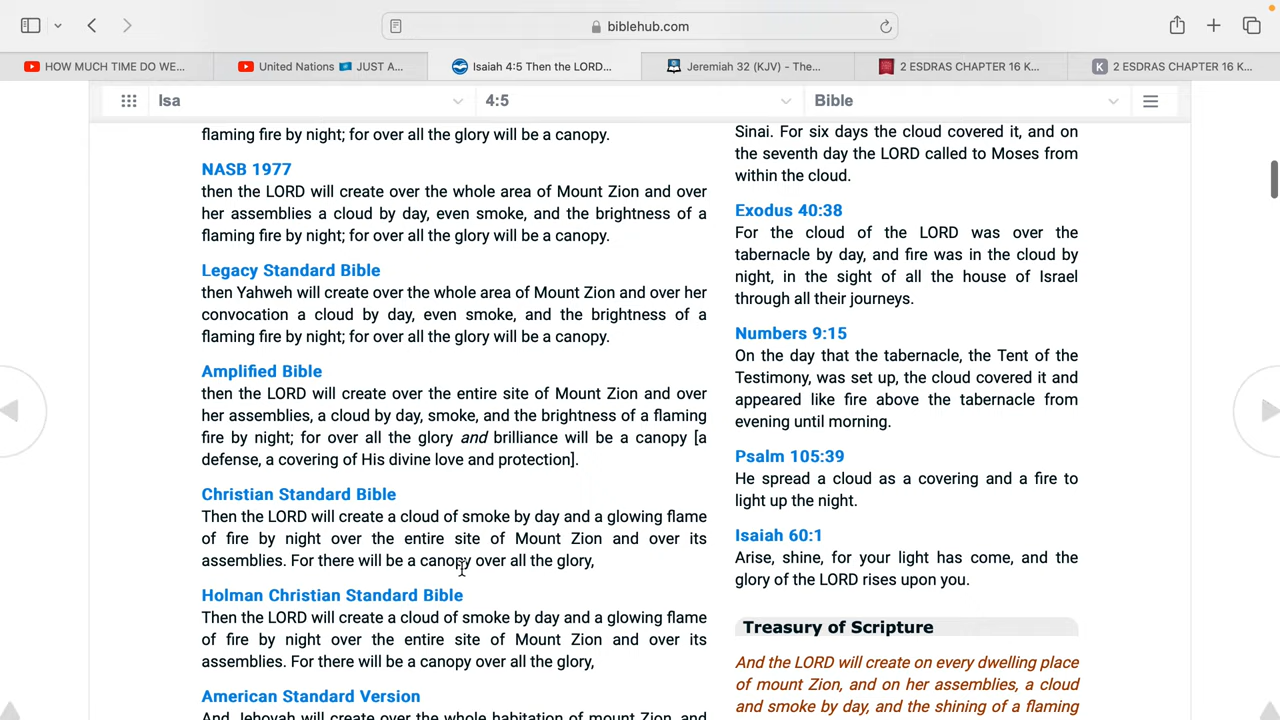 biblehub.com
HOW MUCH TIME DO WE...
United Nations 🇰🇿 JUST A...
Isaiah 4:5 Then the LORD...
Jeremiah 32 (KJV) - The...
2 ESDRAS CHAPTER 16 K...
K
2 ESDRAS CHAPTER 16 K...
Isa
4:5
Bible
flaming fire by night; for over all the glory will be a canopy.
NASB 1977
then the LORD will create over the whole area of Mount Zion and over
her assemblies a cloud by day, even smoke, and the brightness of a
flaming fire by night; for over all the glory will be a canopy.
Legacy Standard Bible
then Yahweh will create over the whole area of Mount Zion and over her
convocation a cloud by day, even smoke, and the brightness of a
flaming fire by night; for over all the glory will be a canopy.
Amplified Bible
then the LORD will create over the entire site of Mount Zion and over
her assemblies, a cloud by day, smoke, and the brightness of a flaming
fire by night; for over all the glory and brilliance will be a canopy [a
defense, a covering of His divine love and protection].
Christian Standard Bible
Then the LORD will create a cloud of smoke by day and a glowing flame
of fire by night over the entire site of Mount Zion and over its
assemblies. For there will be a canopy over all the glory,
Holman Christian Standard Bible
Then the LORD will create a cloud of smoke by day and a glowing flame
of fire by night over the entire site of Mount Zion and over its
assemblies. For there will be a canopy over all the glory,
American Standard Version
And Jehovah will create over the whole habitation of mount Zion, and
Sinai. For six days the cloud covered it, and on
the seventh day the LORD called to Moses from
within the cloud.
Exodus 40:38
For the cloud of the LORD was over the
tabernacle by day, and fire was in the cloud by
night, in the sight of all the house of Israel
through all their journeys.
Numbers 9:15
On the day that the tabernacle, the Tent of the
Testimony, was set up, the cloud covered it and
appeared like fire above the tabernacle from
evening until morning.
Psalm 105:39
He spread a cloud as a covering and a fire to
light up the night.
Isaiah 60:1
Arise, shine, for your light has come, and the
glory of the LORD rises upon you.
Treasury of Scripture
And the LORD will create on every dwelling place
of mount Zion, and on her assemblies, a cloud
and smoke by day, and the shining of a flaming